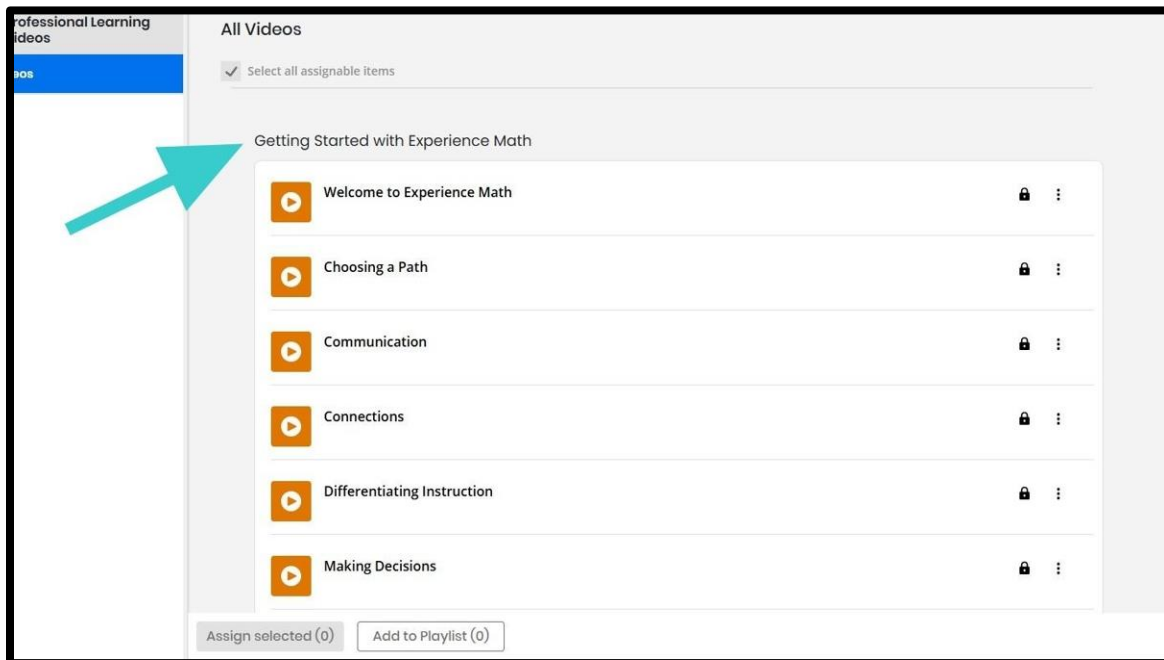 rofessional Learning
ideos
eos
All Videos
Select all assignable items
Getting Started with Experience Math
Welcome to Experience Math
Choosing a Path
Communication
Connections
Differentiating Instruction
Making Decisions
Assign selected (0)
Add to Playlist (0)